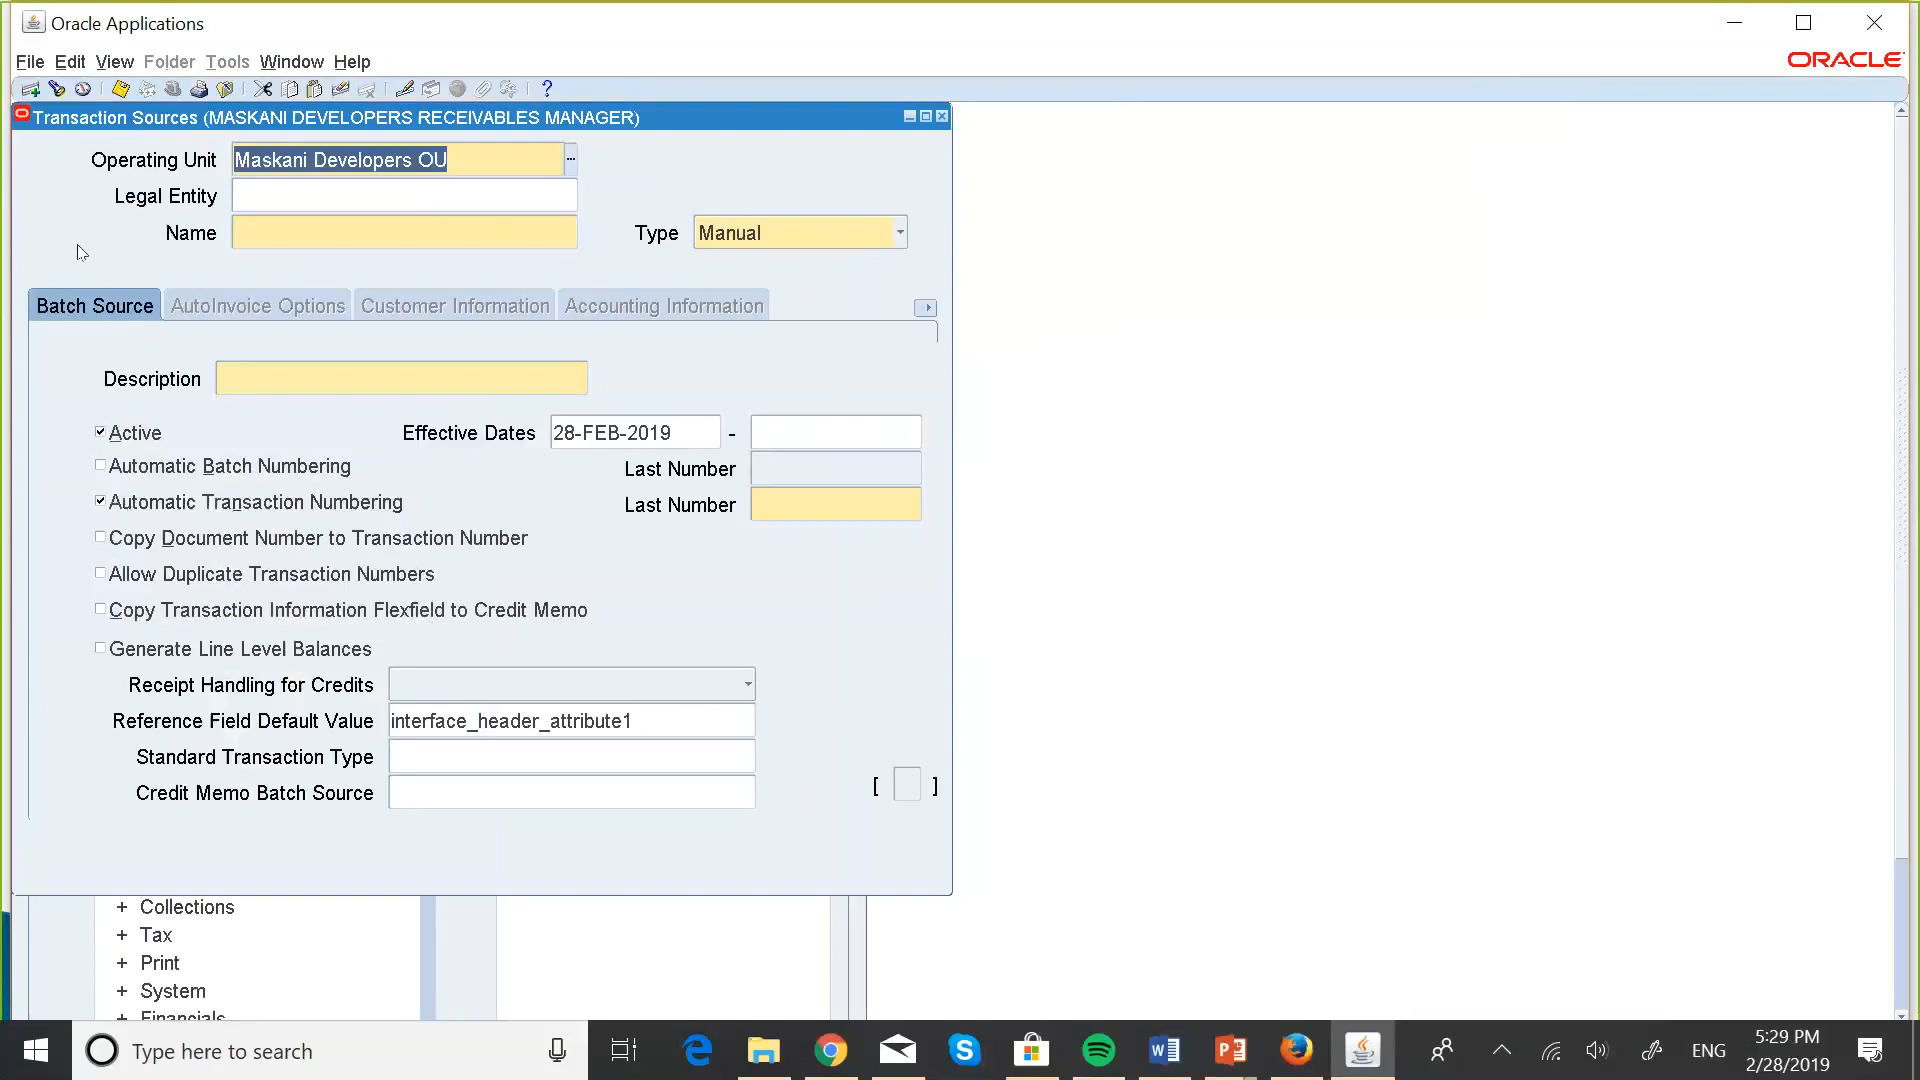 Oracle Applications
File Edit View Folder Tools Window Help
ORACLE
Transaction Sources (MASKANI DEVELOPERS RECEIVABLES MANAGER)
Operating Unit Maskani Developers OU
Legal Entity
Name Type Manual
Batch Source AutoInvoice Options Customer Information Accounting Information
Description
Active Effective Dates 28-FEB-2019 -
Automatic Batch Numbering Last Number
Automatic Transaction Numbering Last Number
Copy Document Number to Transaction Number
Allow Duplicate Transaction Numbers
Copy Transaction Information Flexfield to Credit Memo
Generate Line Level Balances
Receipt Handling for Credits
Reference Field Default Value interface_header_attribute1
Standard Transaction Type
Credit Memo Batch Source [ ]
+ Collections
+ Tax
+ Print
+ System
+ Financials
Type here to search ENG 5:29 PM
2/28/2019